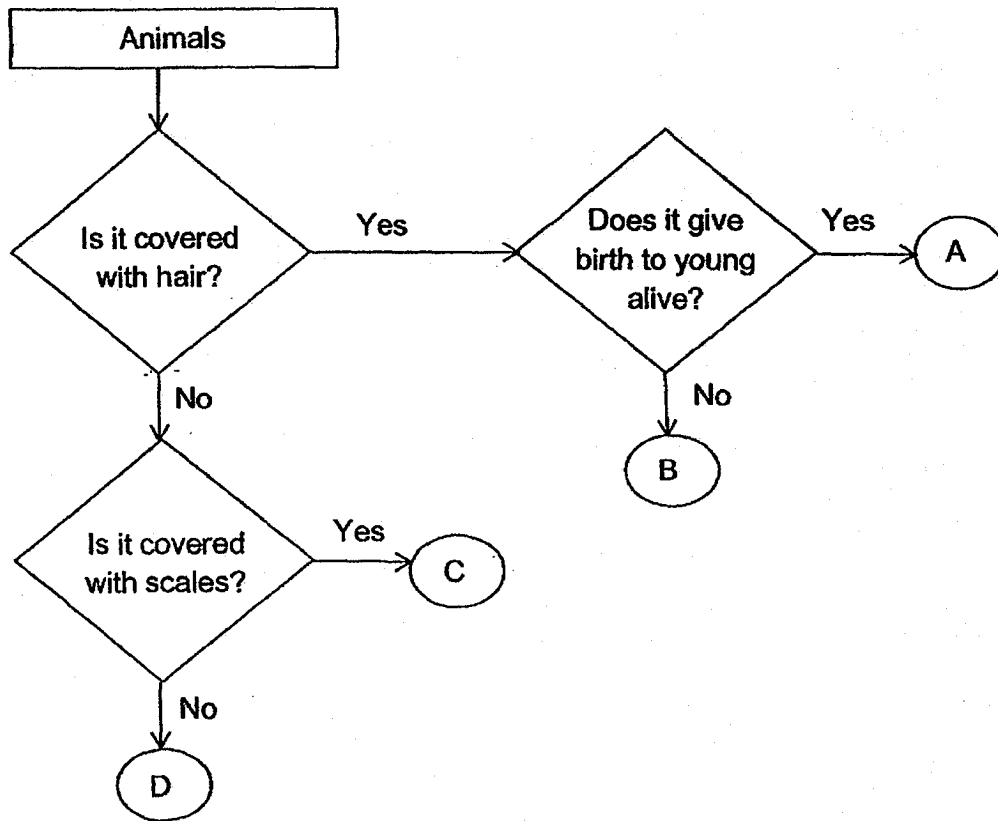 Animals
Is it covered
with hair?
Yes
Does it give
birth to young
alive?
Yes
A
No
B
No
Is it covered
with scales?
Yes
C
No
D